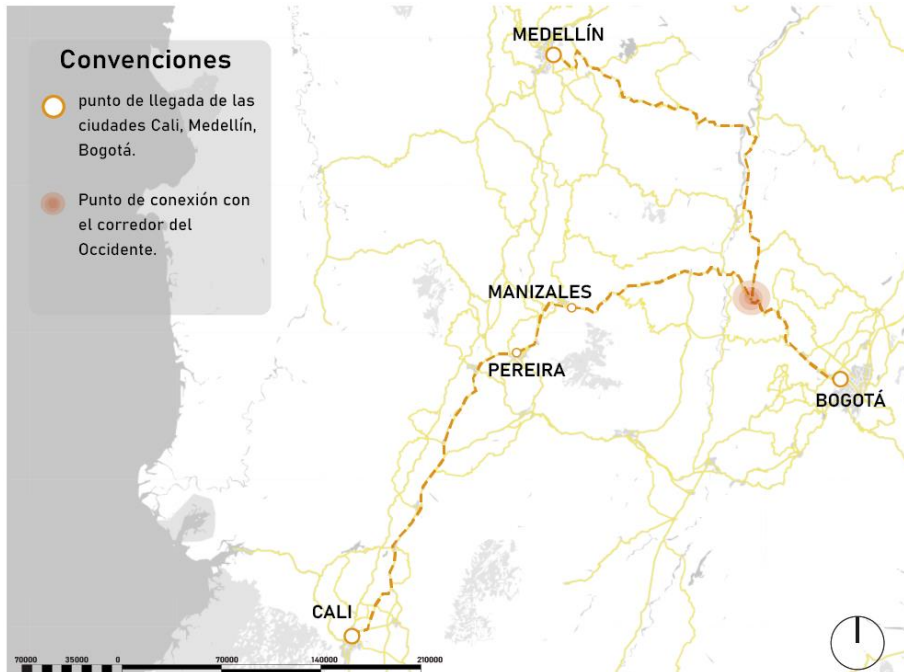 MEDELLÍN
Convenciones
punto de llegada de las
ciudades Cali, Medellín,
Bogotá.
Punto de conexión con
el corredor del
Occidente.
MANIZALES
PEREIRA
BOGOTÁ
CALI
70000 35000 0 70000 140000 210000